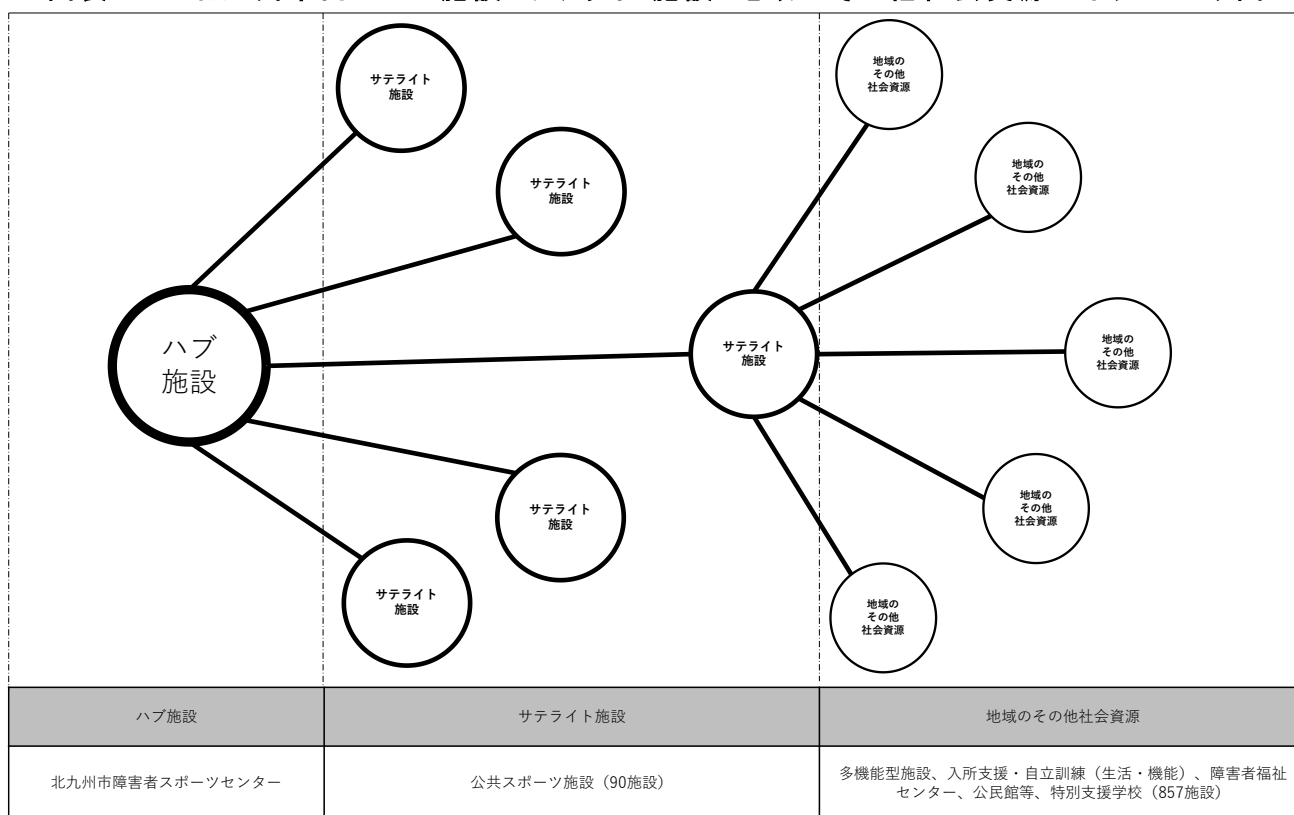 サテライト
施設
サテライト
施設
ハブ
施設
サテライト
施設
サテライト
施設
サテライト
施設
地域の
その他
社会資源
地域の
その他
社会資源
地域の
その他
社会資源
地域の
その他
社会資源
地域の
その他
社会資源
ハブ施設
サテライト施設
地域のその他社会資源
北九州市障害者スポーツセンター
公共スポーツ施設（90施設）
多機能型施設、入所支援・自立訓練（生活・機能）、障害者福祉
センター、公民館等、特別支援学校（857施設）